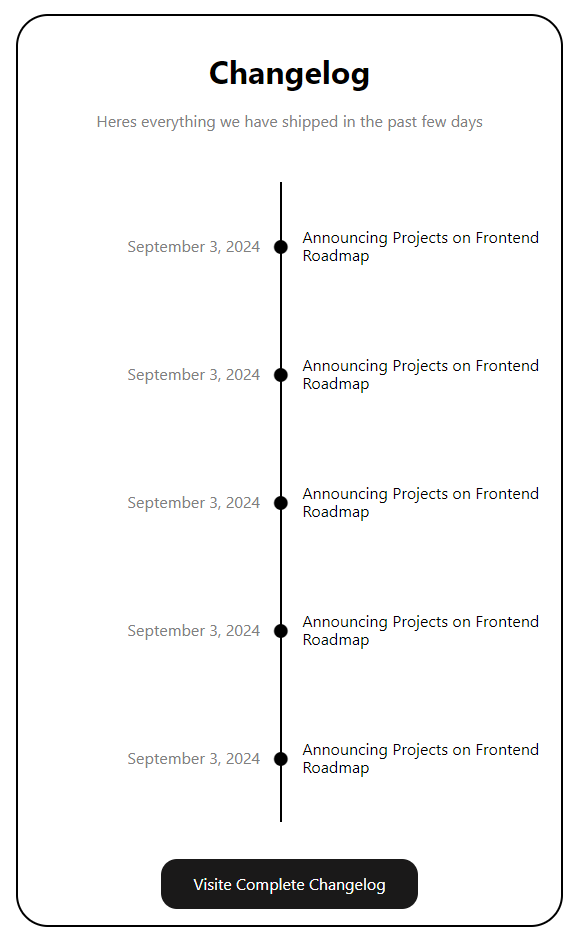 Changelog
Heres everything we have shipped in the past few days
September 3, 2024
Announcing Projects on Frontend
Roadmap
September 3, 2024
Announcing Projects on Frontend
Roadmap
September 3, 2024
Announcing Projects on Frontend
Roadmap
September 3, 2024
Announcing Projects on Frontend
Roadmap
September 3, 2024
Announcing Projects on Frontend
Roadmap
Visite Complete Changelog